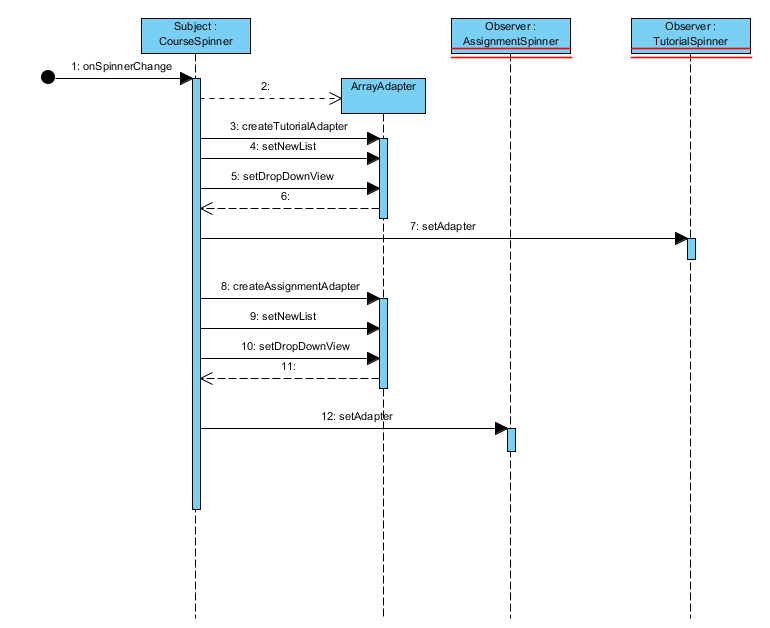 Subject :
CourseSpinner
Observer :
AssignmentSpinner
Observer :
TutorialSpinner
1: onSpinnerChange
2:
ArrayAdapter
3: createTutorialAdapter
4: setNewList
5: setDropDownView
6:
7: setAdapter
8: createAssignmentAdapter
9: setNewList
10: setDropDownView
11:
12: setAdapter